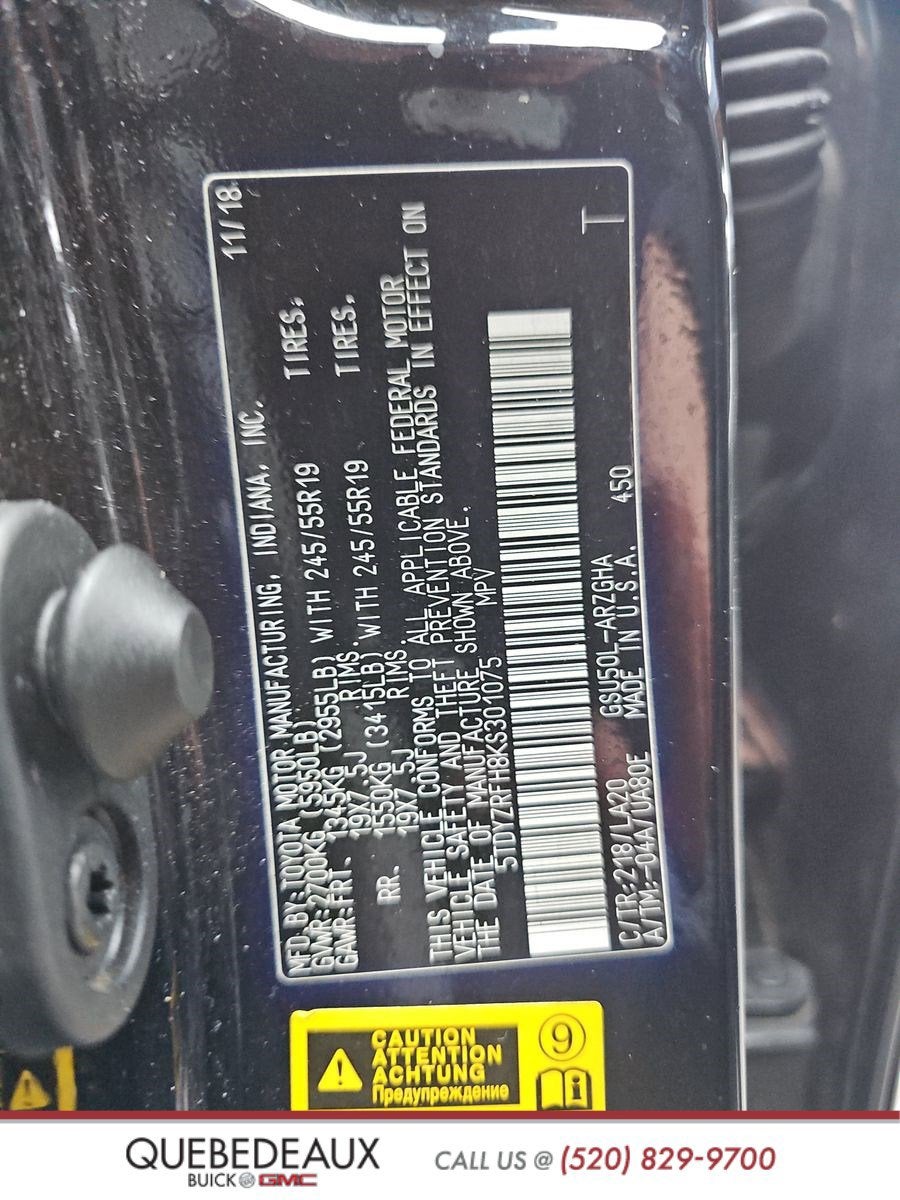 11/18
MFD.BY:TOYOTA MOTOR MANUFACTURING, INDIANA, INC.
GVWR:2700KG (5950LB)
GAWR:FRT. 1345KG (2955LB) WITH 245/55R19 TIRES,
19X7.5J RIMS.
RR. 1550KG (3415LB) WITH 245/55R19 TIRES.
19X7.5J RIMS.
THIS VEHICLE CONFORMS TO ALL APPLICABLE FEDERAL MOTOR
VEHICLE SAFETY AND THEFT PREVENTION STANDARDS IN EFFECT ON
THE DATE OF MANUFACTURE SHOWN ABOVE.
5TDYZRFH8KS301075 MPV
C/TR:218/LA20 GSU50L-ARZGHA
A/TM:-04A/UA80E MADE IN U.S.A. 450
T
CAUTION
ATTENTION
ACHTUNG
Предупреждение
9
QUEBEDEAUX
BUICK GMC
CALL US @ (520) 829-9700